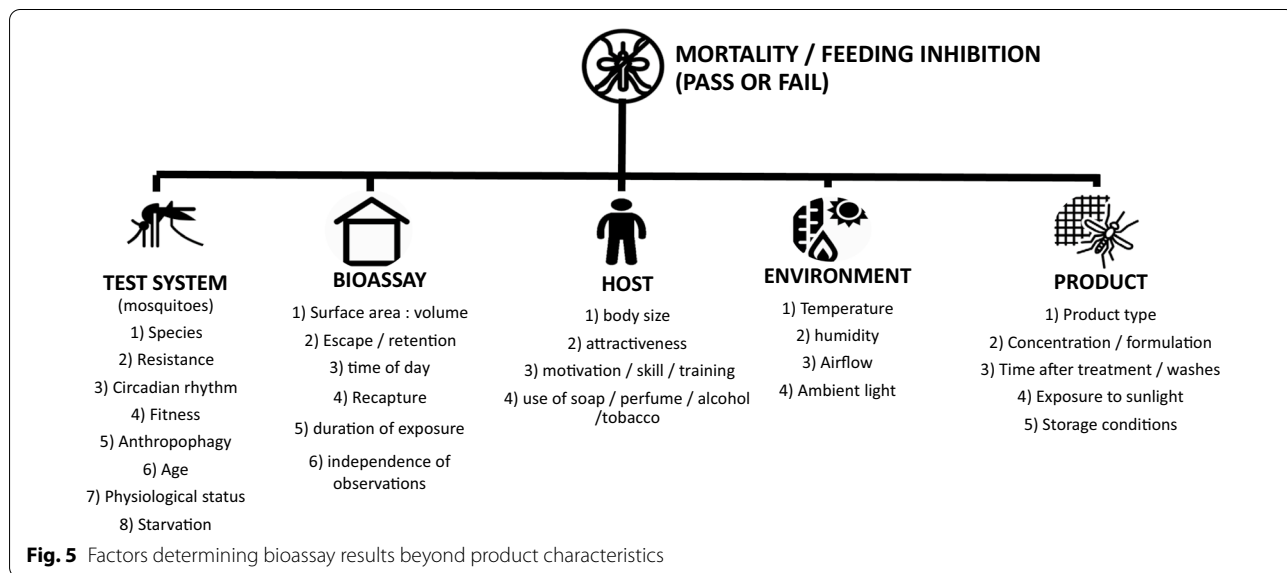 MORTALITY / FEEDING INHIBITION
(PASS OR FAIL)
TEST SYSTEM
(mosquitoes)
1) Species
2) Resistance
3) Circadian rhythm
4) Fitness
5) Anthropophagy
6) Age
7) Physiological status
8) Starvation
BIOASSAY
1) Surface area : volume
2) Escape / retention
3) time of day
4) Recapture
5) duration of exposure
6) independence of
observations
HOST
1) body size
2) attractiveness
3) motivation / skill / training
4) use of soap / perfume / alcohol
/tobacco
ENVIRONMENT
1) Temperature
2) humidity
3) Airflow
4) Ambient light
PRODUCT
1) Product type
2) Concentration / formulation
3) Time after treatment / washes
4) Exposure to sunlight
5) Storage conditions
Fig. 5 Factors determining bioassay results beyond product characteristics